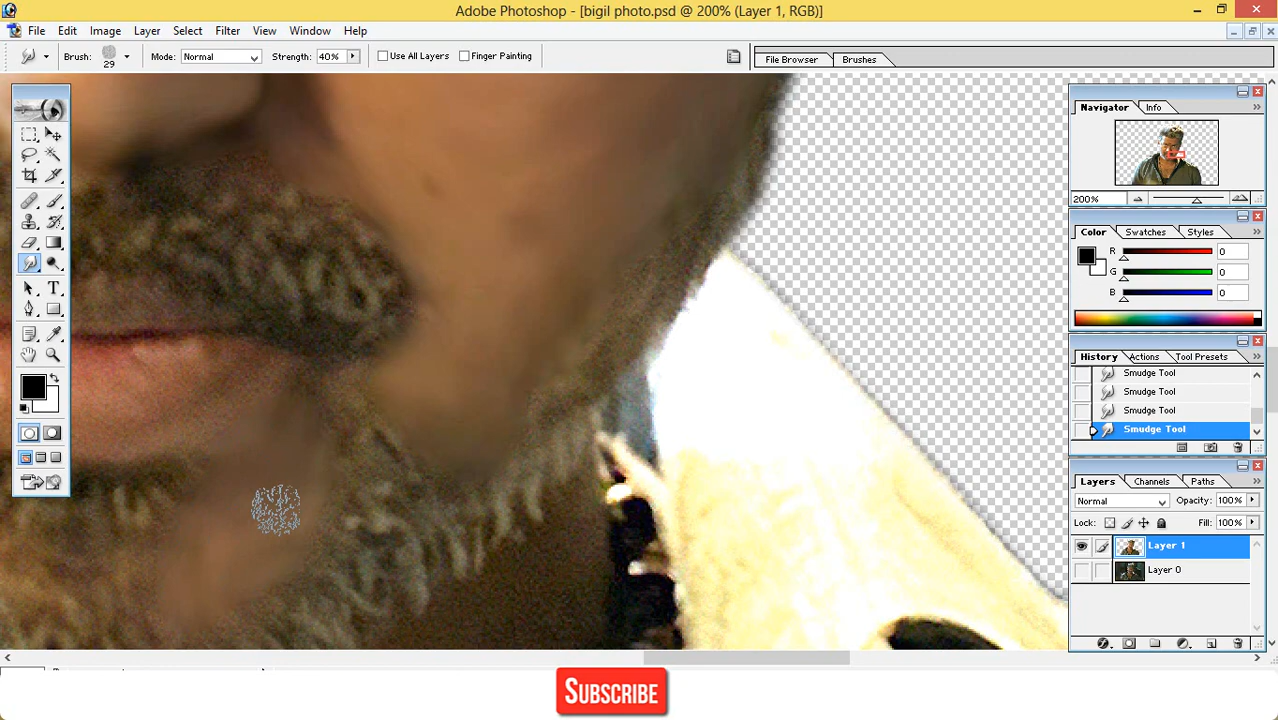 Adobe Photoshop - [bigil photo.psd @ 200% (Layer 1, RGB)]
File Edit Image Layer Select Filter View Window Help
Brush: 29 Mode: Normal Strength: 40% Use All Layers Finger Painting File Browser Brushes
Navigator Info
200%
Color Swatches Styles
R 0
G 0
B 0
History Actions Tool Presets
Smudge Tool
Smudge Tool
Smudge Tool
Smudge Tool
Layers Channels Paths
Normal Opacity: 100%
Lock: Fill: 100%
Layer 1
Layer 0
SUBSCRIBE